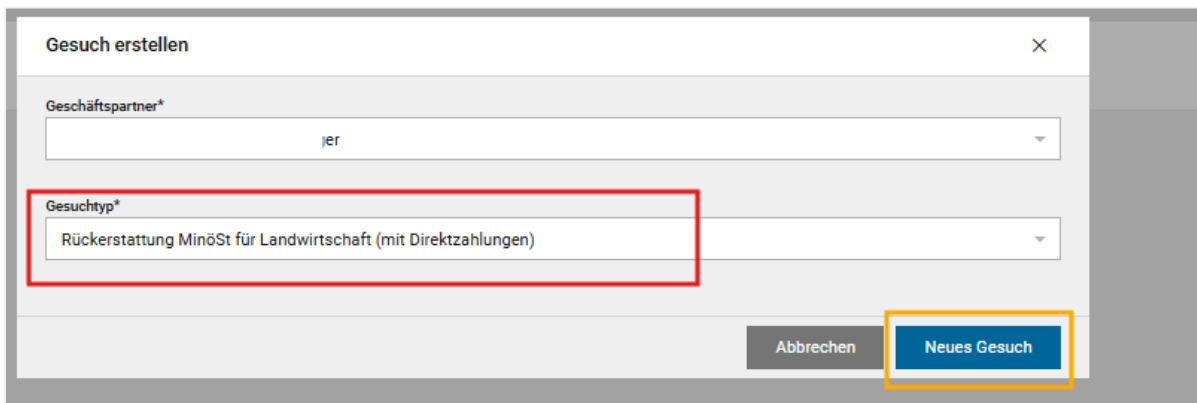 Gesuch erstellen
Geschäftspartner*
Gesuchtyp*
Rückerstattung MinöSt für Landwirtschaft (mit Direktzahlungen)
Abbrechen
Neues Gesuch